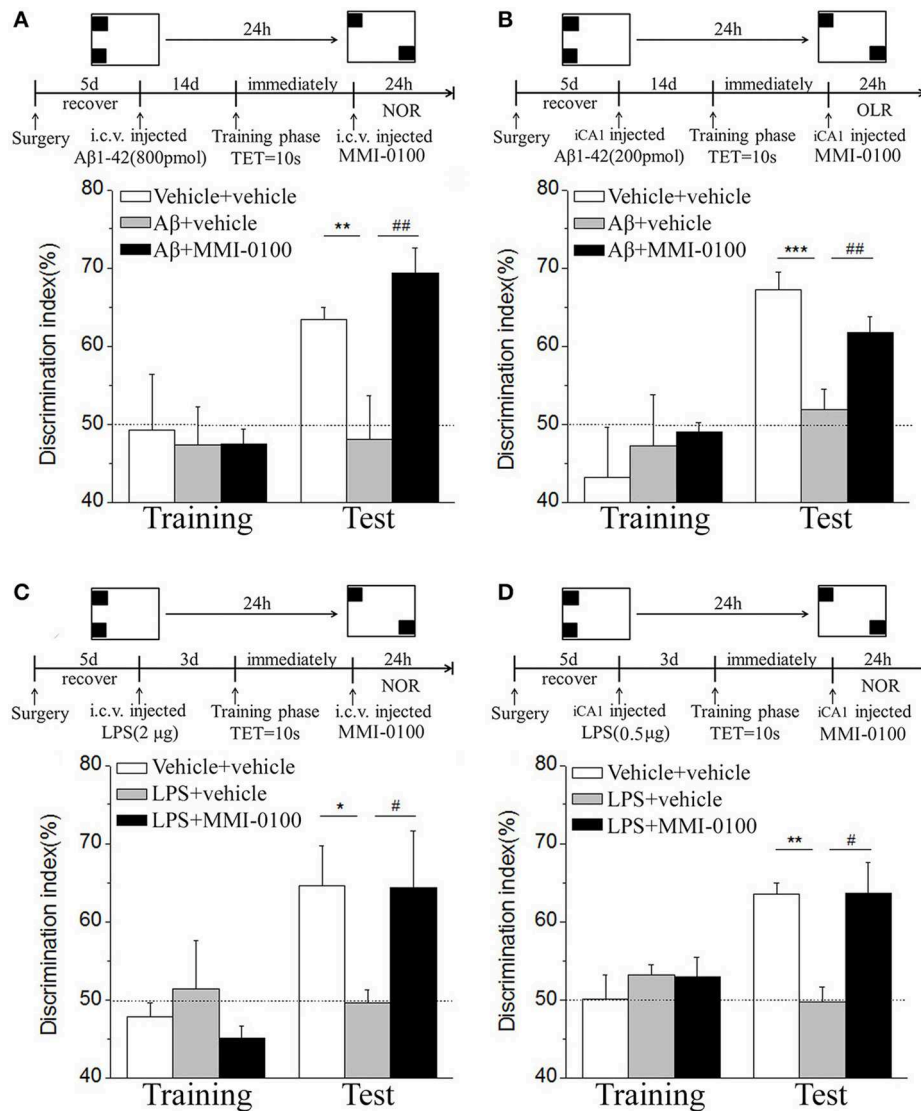 A
24h
5d 14d immediately 24h
recover NOR
Surgery i.c.v. injected Training phase i.c.v. injected
Aβ1-42(800pmol) TET=10s MMI-0100
80
70
60
50
40
Discrimination index(%)
Vehicle+vehicle
Aβ+vehicle
Aβ+MMI-0100
** ##
Training Test
B
24h
5d 14d immediately 24h
recover OLR
Surgery iCA1 injected Training phase iCA1 injected
Aβ1-42(200pmol) TET=10s MMI-0100
80
70
60
50
40
Discrimination index(%)
Vehicle+vehicle
Aβ+vehicle
Aβ+MMI-0100
*** ##
Training Test
C
24h
5d 3d immediately 24h
recover NOR
Surgery i.c.v. injected Training phase i.c.v. injected
LPS(2 μg) TET=10s MMI-0100
80
70
60
50
40
Discrimination index(%)
Vehicle+vehicle
LPS+vehicle
LPS+MMI-0100
* #
Training Test
D
24h
5d 3d immediately 24h
recover NOR
Surgery iCA1 injected Training phase iCA1 injected
LPS(0.5μg) TET=10s MMI-0100
80
70
60
50
40
Discrimination index(%)
Vehicle+vehicle
LPS+vehicle
LPS+MMI-0100
** #
Training Test